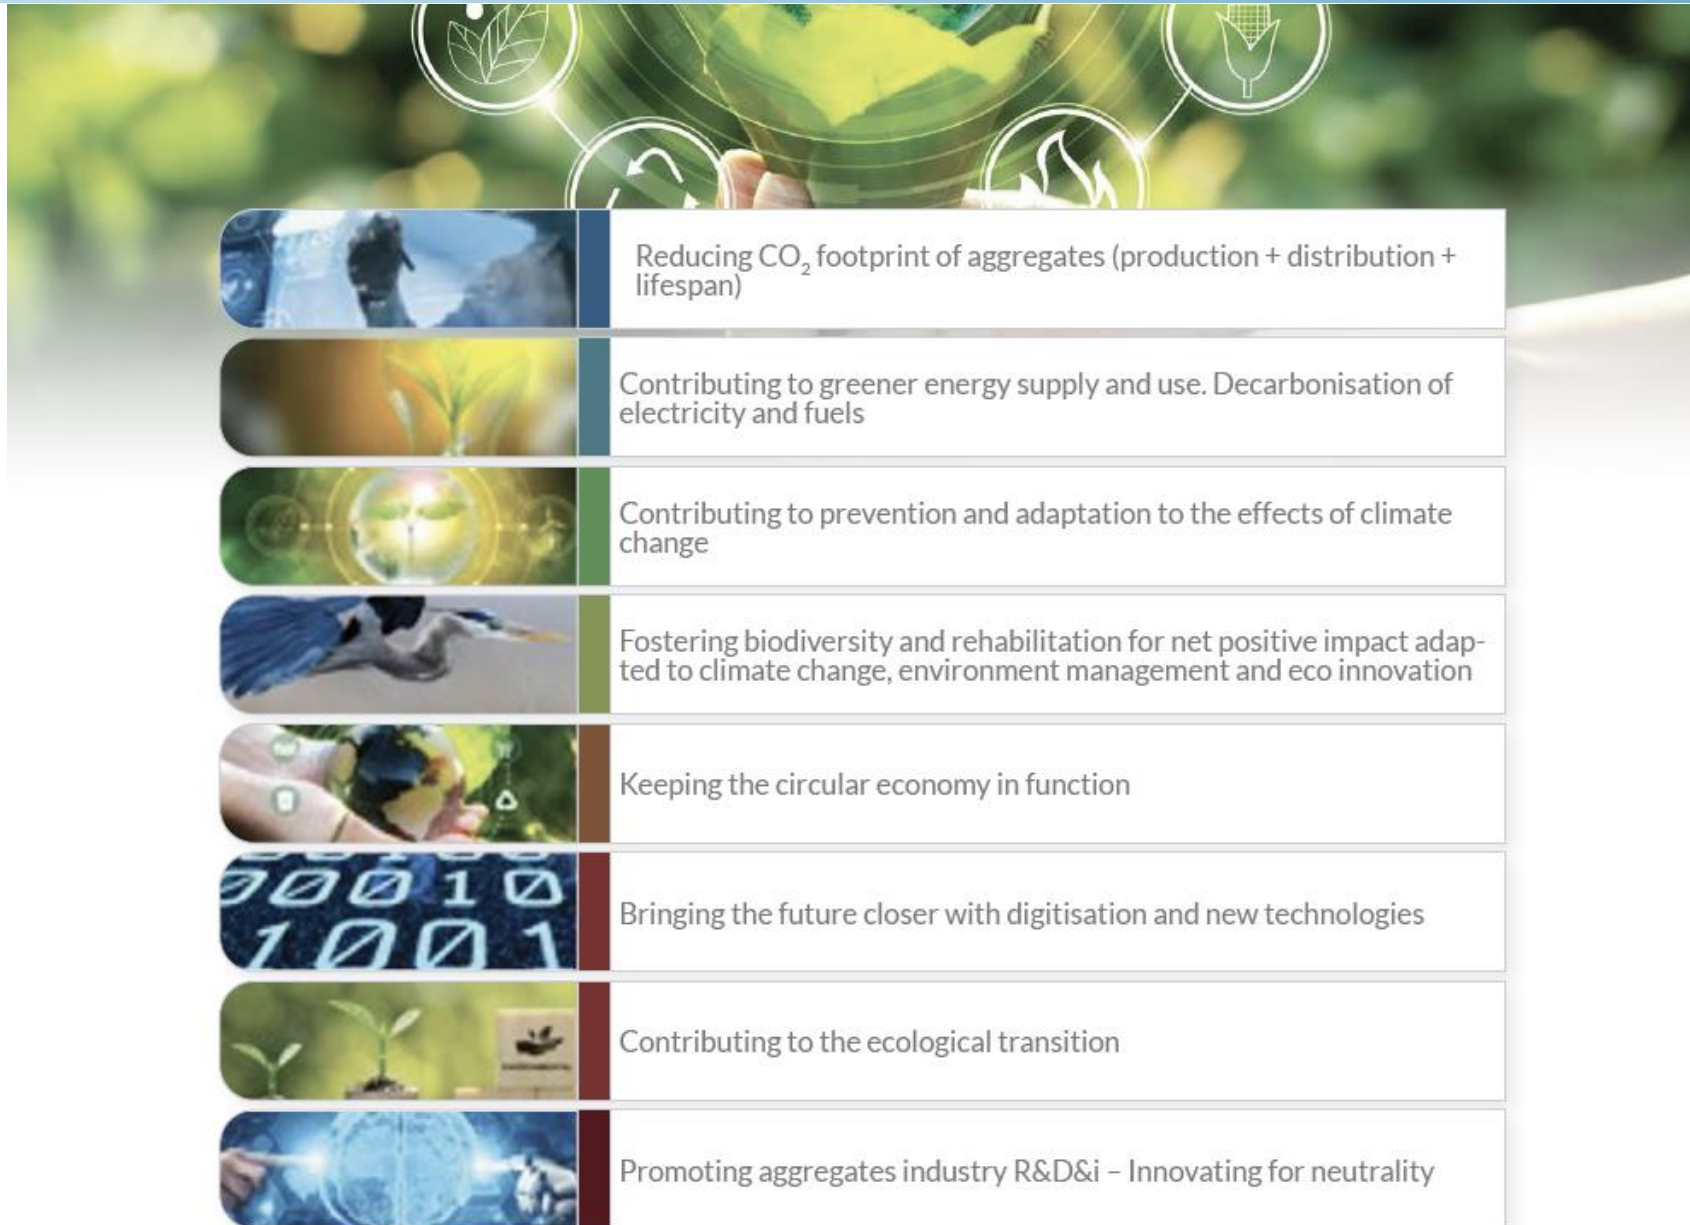 Reducing CO₂ footprint of aggregates (production + distribution +
lifespan)
Contributing to greener energy supply and use. Decarbonisation of
electricity and fuels
Contributing to prevention and adaptation to the effects of climate
change
Fostering biodiversity and rehabilitation for net positive impact adap-
ted to climate change, environment management and eco innovation
Keeping the circular economy in function
00010
1001
Bringing the future closer with digitisation and new technologies
Contributing to the ecological transition
Promoting aggregates industry R&D&i – Innovating for neutrality